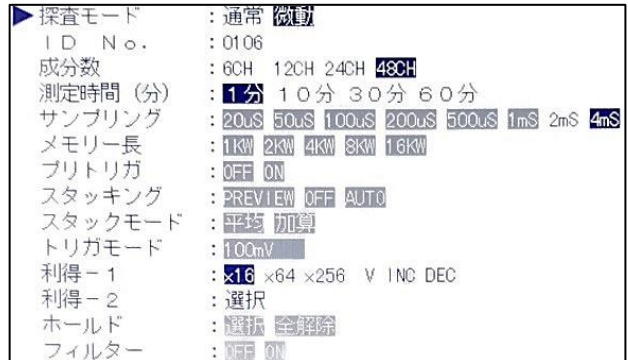 ▶探査モード :通常 微動
ID No. :0106
成分数 :6CH 12CH 24CH 48CH
測定時間(分) :1分 10分 30分 60分
サンプリング :20uS 50uS 100uS 200uS 500uS 1mS 2mS 4mS
メモリー長 :1KW 2KW 4KW 8KW 16KW
プリトリガ :OFF ON
スタッキング :PREVIEW OFF AUTO
スタックモード :平均 加算
トリガモード :100mV
利得-1 :×16 ×64 ×256 V INC DEC
利得-2 :選択
ホールド :選択 全解除
フィルター :OFF ON